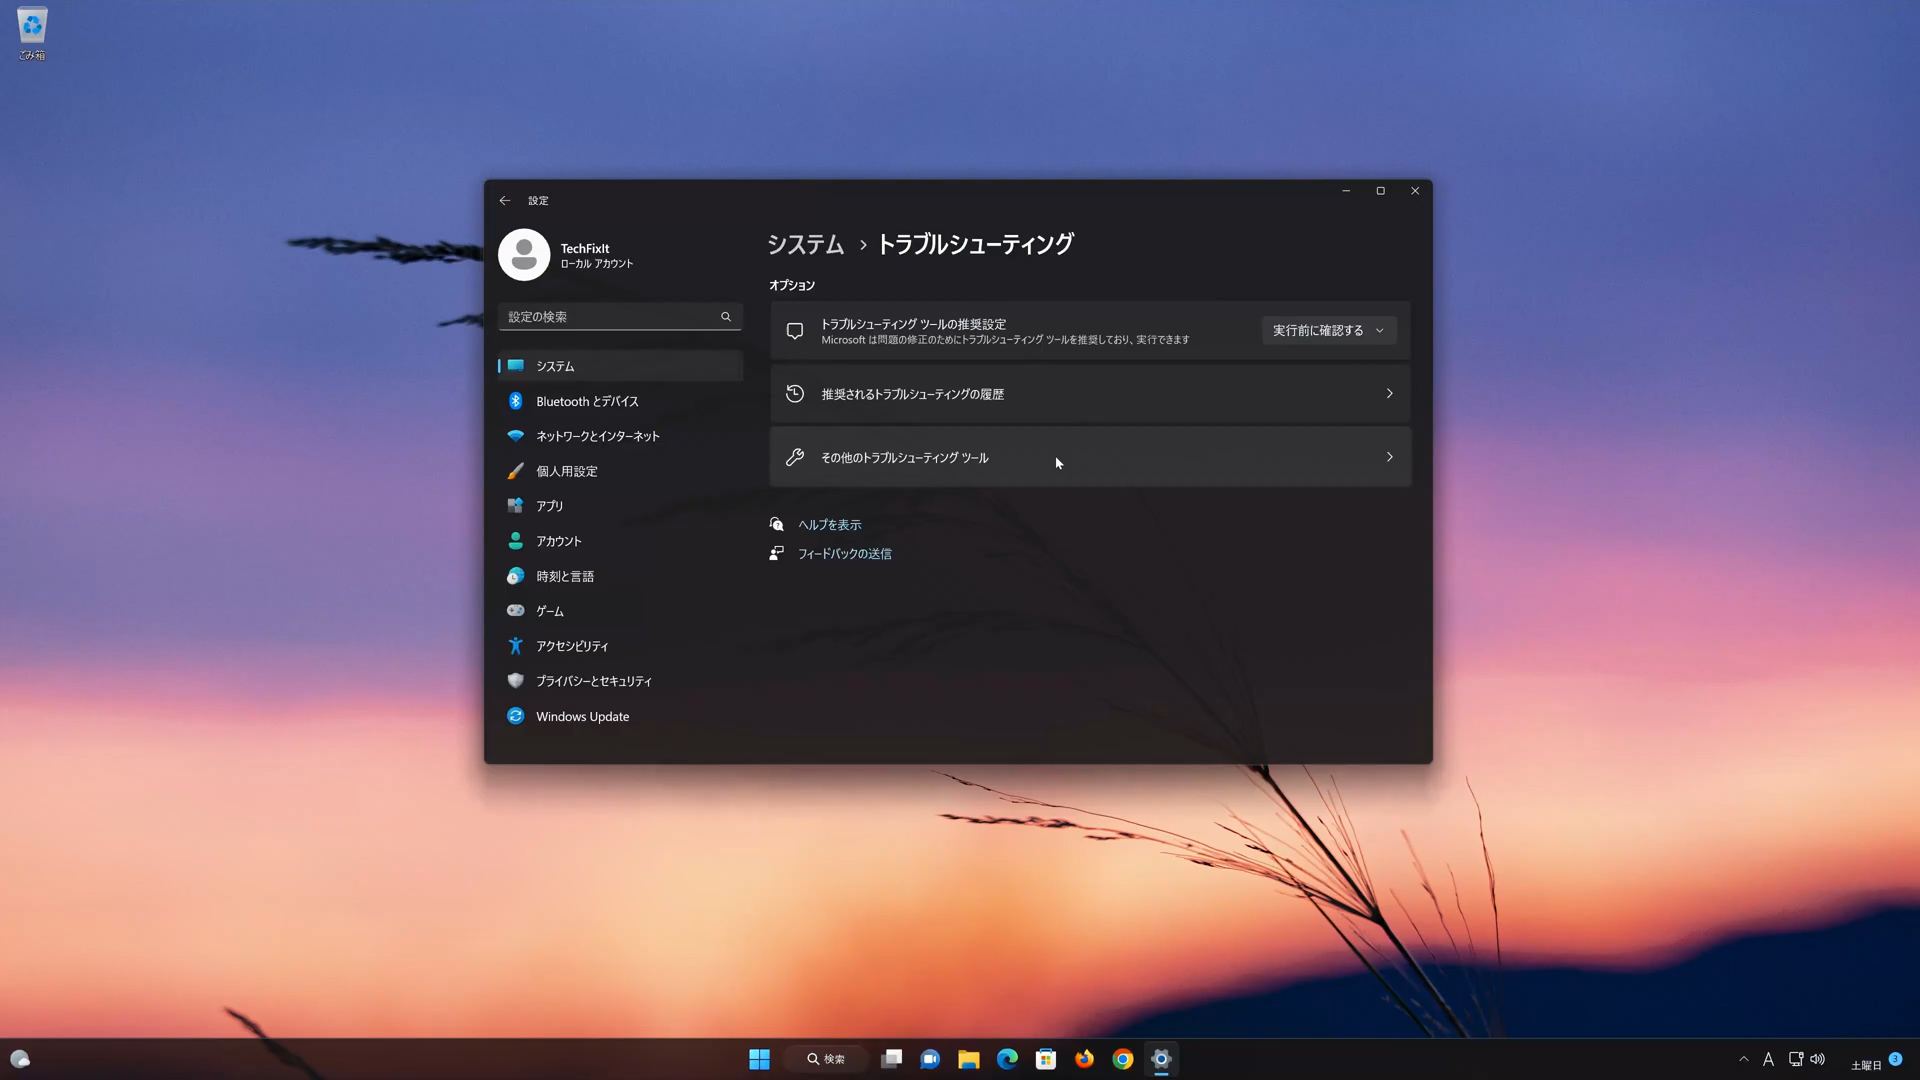 ごみ箱
設定
TechFixIt
ローカル アカウント
設定の検索
システム
Bluetooth とデバイス
ネットワークとインターネット
個人用設定
アプリ
アカウント
時刻と言語
ゲーム
アクセシビリティ
プライバシーとセキュリティ
Windows Update
システム › トラブルシューティング
オプション
トラブルシューティング ツールの推奨設定
Microsoft は問題の修正のためにトラブルシューティング ツールを推奨しており、実行できます
実行前に確認する
推奨されるトラブルシューティングの履歴
その他のトラブルシューティング ツール
ヘルプを表示
フィードバックの送信
検索
A
土曜日
3